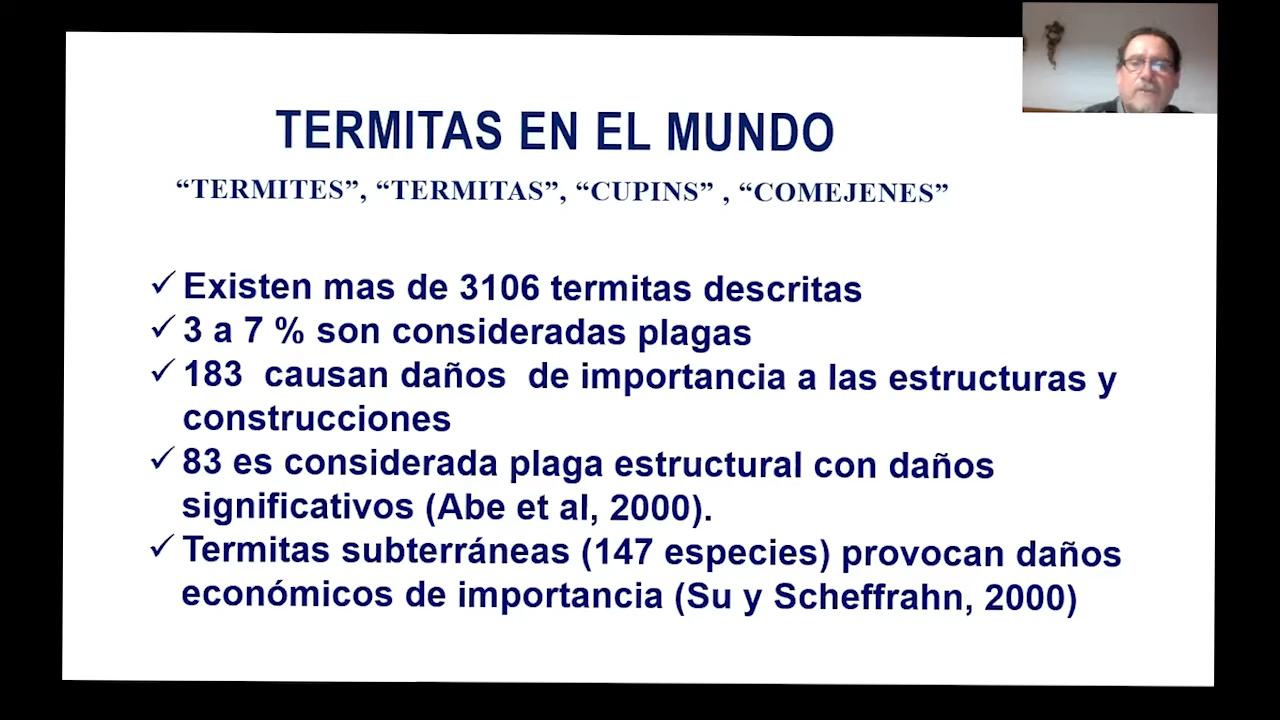 TERMITAS EN EL MUNDO
“TERMITES”, “TERMITAS”, “CUPINS” , “COMEJENES”
✓ Existen mas de 3106 termitas descritas
✓ 3 a 7 % son consideradas plagas
✓ 183 causan daños de importancia a las estructuras y
construcciones
✓ 83 es considerada plaga estructural con daños
significativos (Abe et al, 2000).
✓ Termitas subterráneas (147 especies) provocan daños
económicos de importancia (Su y Scheffrahn, 2000)